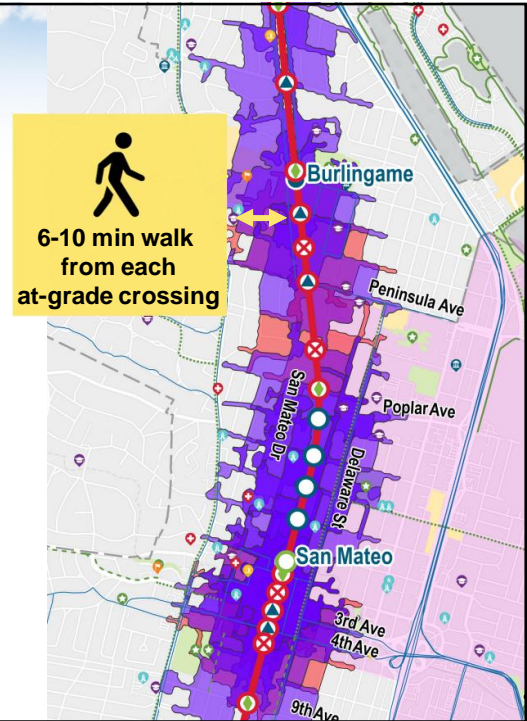 6-10 min walk
from each
at-grade crossing
Burlingame
Peninsula Ave
San Mateo Dr
Poplar Ave
Delaware St
San Mateo
3rd Ave
4th Ave
9th Ave